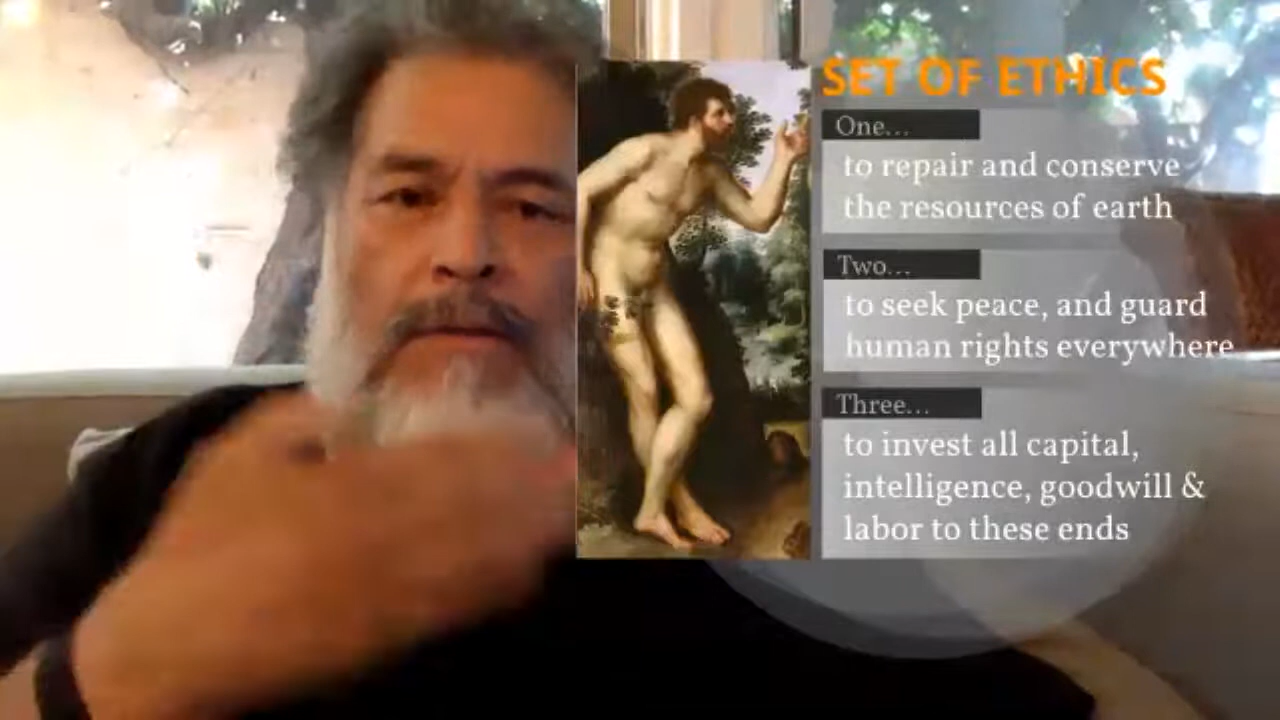 SET OF ETHICS
One...
to repair and conserve
the resources of earth
Two...
to seek peace, and guard
human rights everywhere
Three...
to invest all capital,
intelligence, goodwill &
labor to these ends